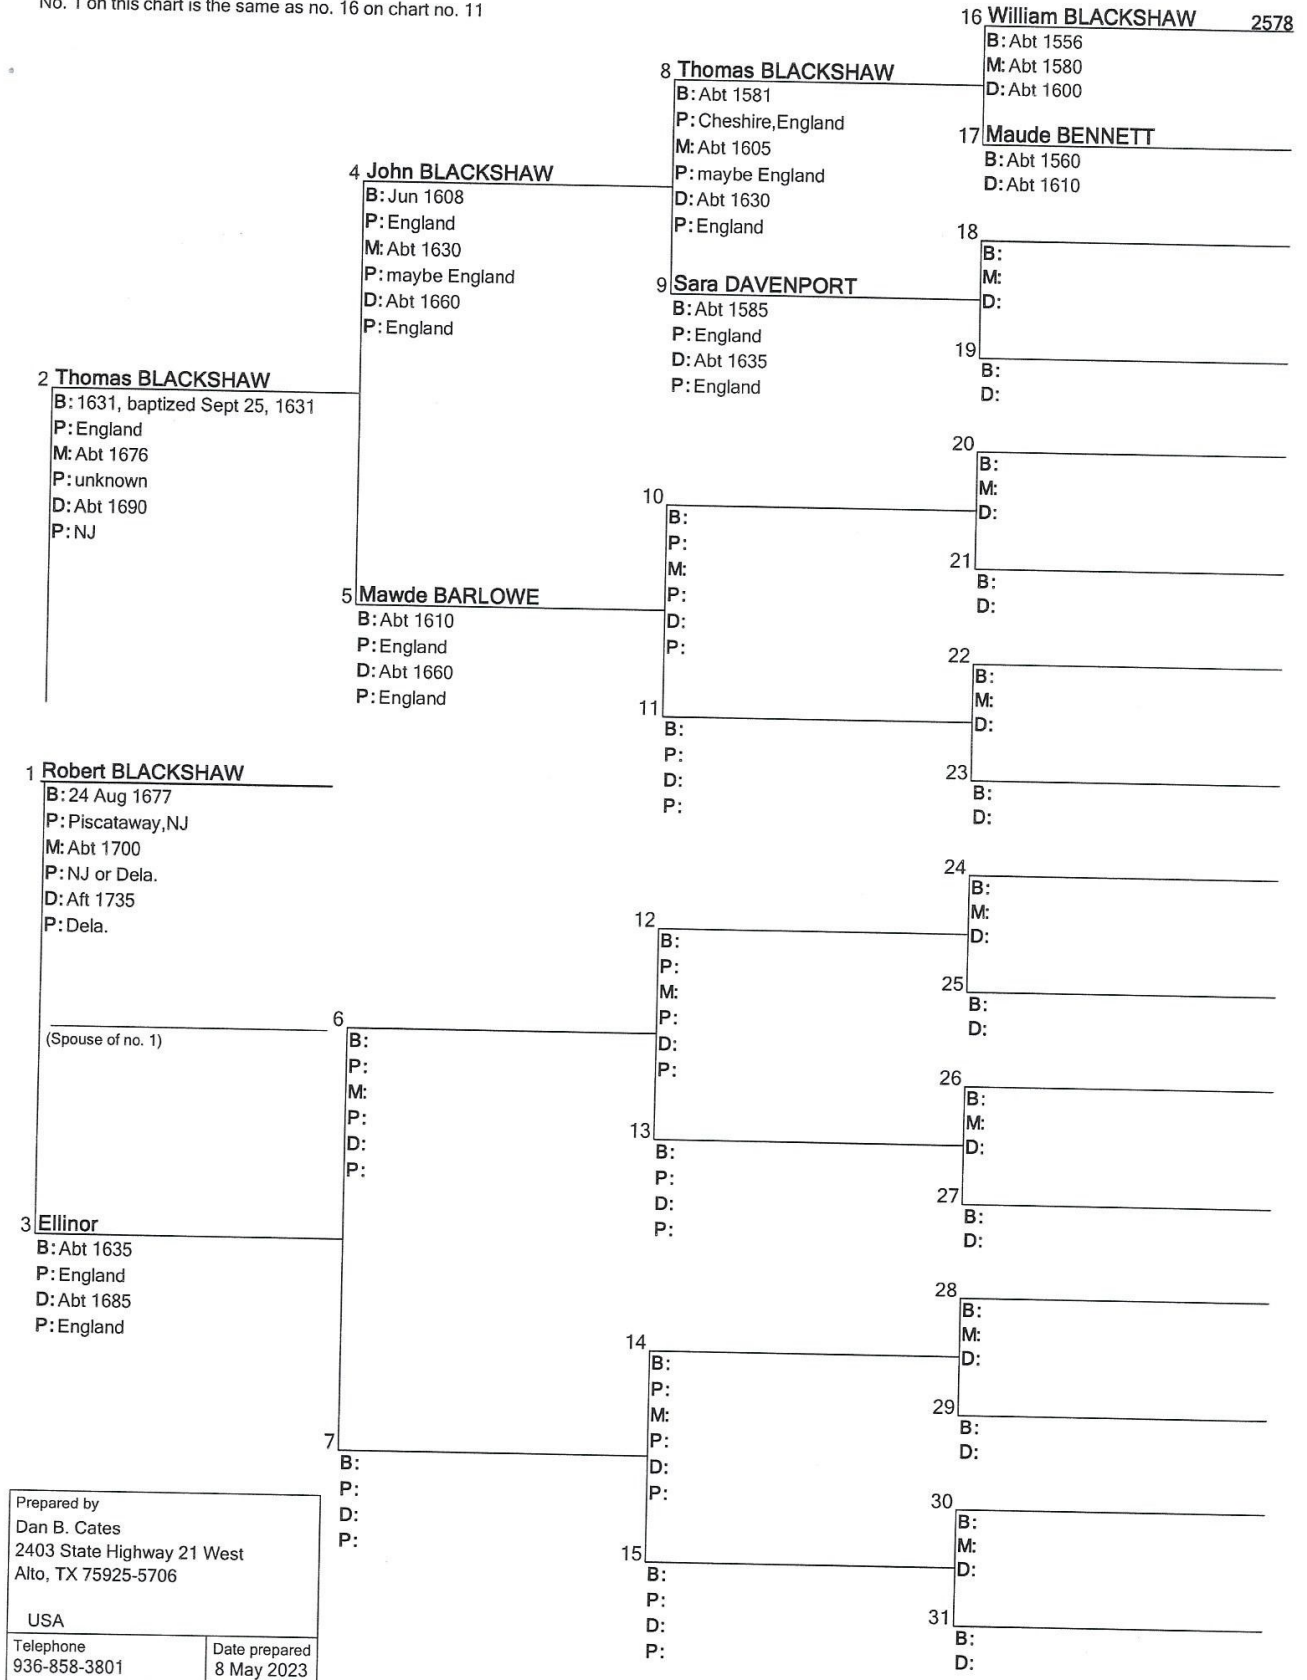 No. 1 on this chart is the same as no. 16 on chart no. 11
16 William BLACKSHAW 2578
B: Abt 1556
M: Abt 1580
D: Abt 1600
8 Thomas BLACKSHAW
B: Abt 1581
P: Cheshire,England
M: Abt 1605
P: maybe England
D: Abt 1630
P: England
17 Maude BENNETT
B: Abt 1560
D: Abt 1610
4 John BLACKSHAW
B: Jun 1608
P: England
M: Abt 1630
P: maybe England
D: Abt 1660
P: England
18
B:
M:
D:
9 Sara DAVENPORT
B: Abt 1585
P: England
D: Abt 1635
P: England
19
B:
D:
2 Thomas BLACKSHAW
B: 1631, baptized Sept 25, 1631
P: England
M: Abt 1676
P: unknown
D: Abt 1690
P: NJ
20
B:
M:
D:
10
B:
P:
M:
P:
D:
P:
21
B:
D:
5 Mawde BARLOWE
B: Abt 1610
P: England
D: Abt 1660
P: England
22
B:
M:
D:
11
B:
P:
D:
P:
23
B:
D:
1 Robert BLACKSHAW
B: 24 Aug 1677
P: Piscataway,NJ
M: Abt 1700
P: NJ or Dela.
D: Aft 1735
P: Dela.
24
B:
M:
D:
12
B:
P:
M:
P:
D:
P:
25
B:
D:
(Spouse of no. 1)
6
B:
P:
M:
P:
D:
P:
26
B:
M:
D:
13
B:
P:
D:
P:
27
B:
D:
3 Ellinor
B: Abt 1635
P: England
D: Abt 1685
P: England
28
B:
M:
D:
14
B:
P:
M:
P:
D:
P:
29
B:
D:
7
B:
P:
D:
P:
30
B:
M:
D:
15
B:
P:
D:
P:
31
B:
D:
Prepared by
Dan B. Cates
2403 State Highway 21 West
Alto, TX 75925-5706
USA
Telephone
936-858-3801
Date prepared
8 May 2023